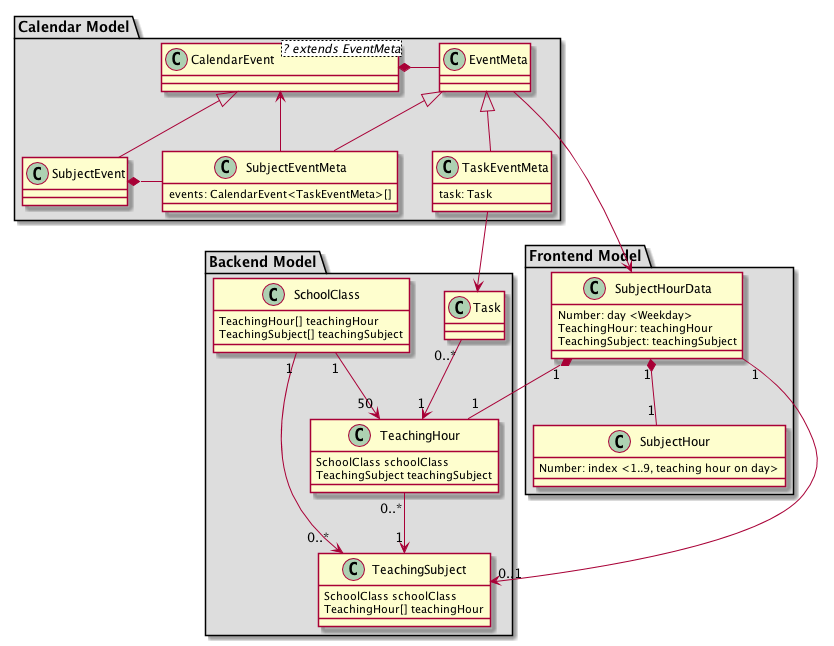 Calendar Model
C CalendarEvent
? extends EventMeta
C EventMeta
C SubjectEvent
C SubjectEventMeta
events: CalendarEvent<TaskEventMeta>[]
C TaskEventMeta
task: Task
Backend Model
C SchoolClass
TeachingHour[] teachingHour
TeachingSubject[] teachingSubject
C Task
Frontend Model
C SubjectHourData
Number: day <Weekday>
TeachingHour: teachingHour
TeachingSubject: teachingSubject
0..*
1
1
1
1
1
50
1
1
1
C TeachingHour
SchoolClass schoolClass
TeachingSubject teachingSubject
C SubjectHour
Number: index <1..9, teaching hour on day>
0..*
0..*
1
C TeachingSubject
SchoolClass schoolClass
TeachingHour[] teachingHour
0..1